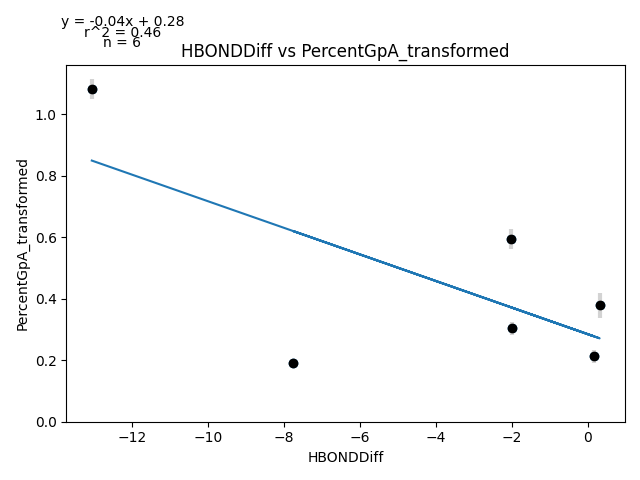 y = -0.04x + 0.28
r^2 = 0.46
n = 6
HBONDDiff vs PercentGpA_transformed
PercentGpA_transformed
1.0
0.8
0.6
0.4
0.2
0.0
−12
−10
−8
−6
−4
−2
0
HBONDDiff